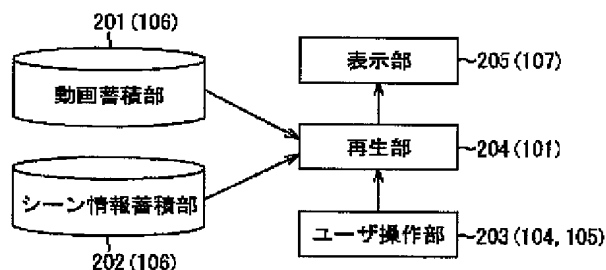 201(106)
動画蓄積部
シーン情報蓄積部
202(106)
表示部
205(107)
再生部
204(101)
ユーザ操作部
203(104, 105)